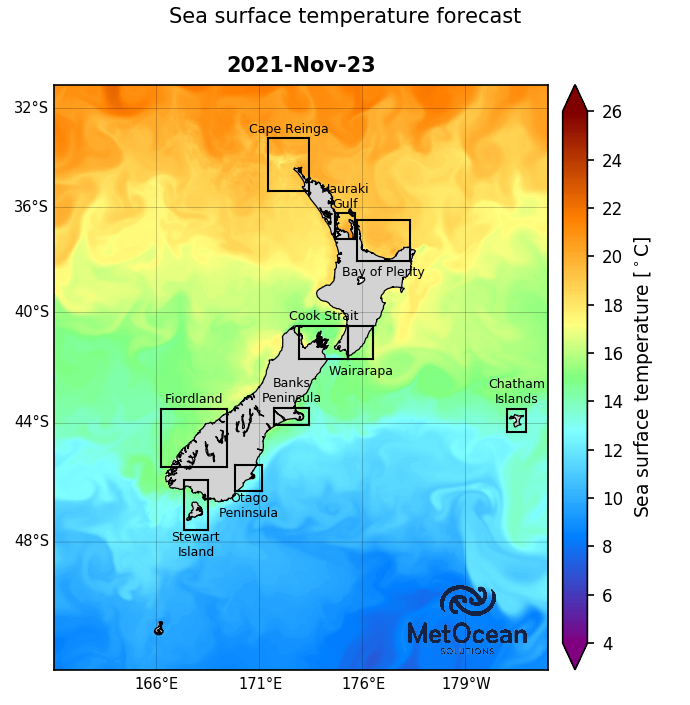 Sea surface temperature forecast
2021-Nov-23
32°S
36°S
40°S
44°S
48°S
166°E
171°E
176°E
179°W
Cape Reinga
Hauraki
Gulf
Bay of Plenty
Cook Strait
Wairarapa
Banks
Peninsula
Fiordland
Chatham
Islands
Otago
Peninsula
Stewart
Island
MetOcean
SOLUTIONS
26
24
22
20
18
16
14
12
10
8
6
4
Sea surface temperature [°C]